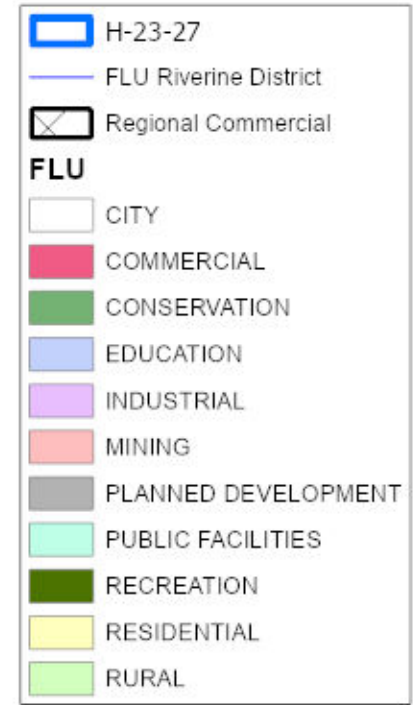 H-23-27
FLU Riverine District
Regional Commercial
FLU
CITY
COMMERCIAL
CONSERVATION
EDUCATION
INDUSTRIAL
MINING
PLANNED DEVELOPMENT
PUBLIC FACILITIES
RECREATION
RESIDENTIAL
RURAL